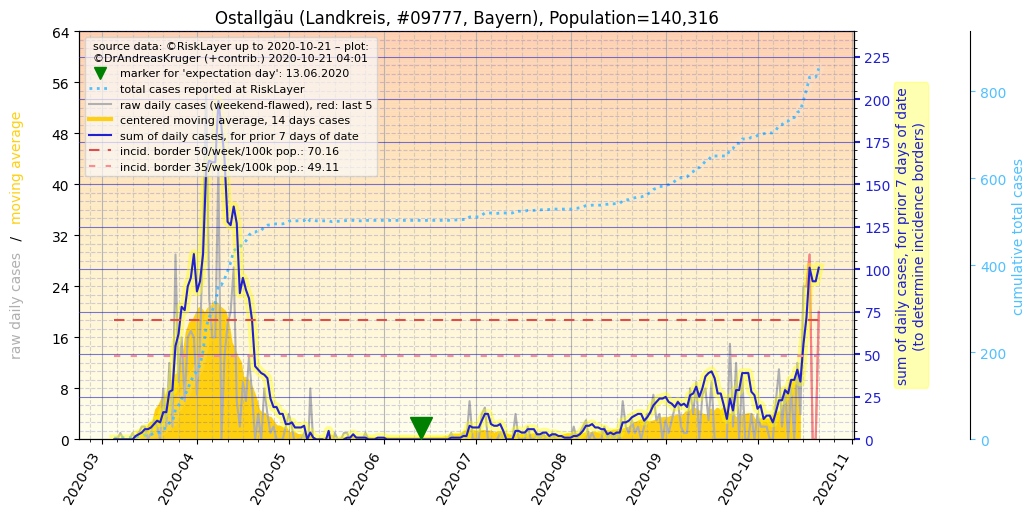 Ostallgäu (Landkreis, #09777, Bayern), Population=140,316
source data: ©RiskLayer up to 2020-10-21 – plot:
©DrAndreasKruger (+contrib.) 2020-10-21 04:01
marker for 'expectation day': 13.06.2020
total cases reported at RiskLayer
raw daily cases (weekend-flawed), red: last 5
centered moving average, 14 days cases
sum of daily cases, for prior 7 days of date
incid. border 50/week/100k pop.: 70.16
incid. border 35/week/100k pop.: 49.11
raw daily cases / moving average
64
56
48
40
32
24
16
8
0
225
200
175
150
125
100
75
50
25
0
sum of daily cases, for prior 7 days of date
(to determine incidence borders)
800
600
400
200
0
cumulative total cases
2020-03
2020-04
2020-05
2020-06
2020-07
2020-08
2020-09
2020-10
2020-11